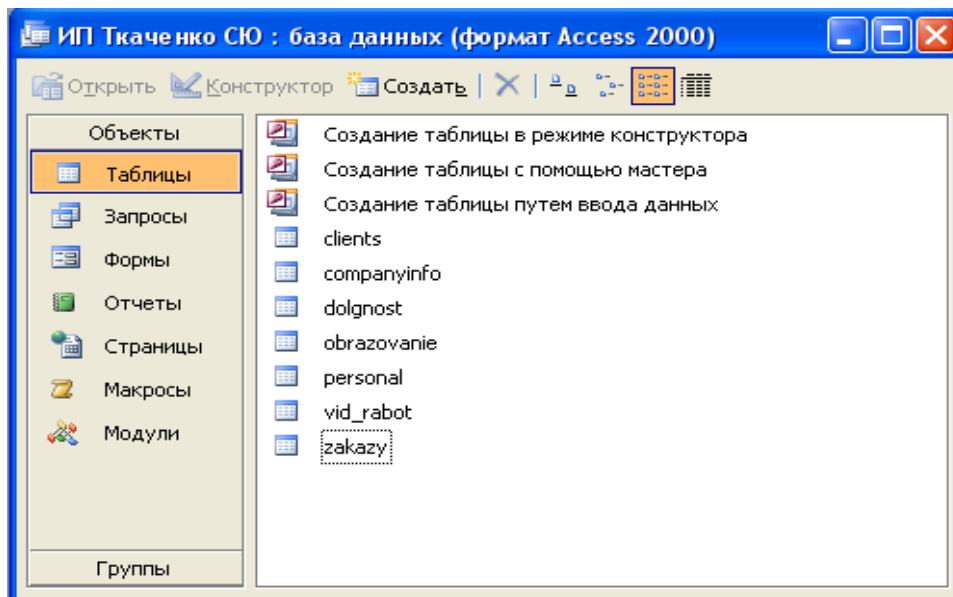 ИП Ткаченко СЮ : база данных (формат Access 2000)
Открыть Конструктор Создать
Объекты
Таблицы
Запросы
Формы
Отчеты
Страницы
Макросы
Модули
Группы
Создание таблицы в режиме конструктора
Создание таблицы с помощью мастера
Создание таблицы путем ввода данных
clients
companyinfo
dolgnost
obrazovanie
personal
vid_rabot
zakazy